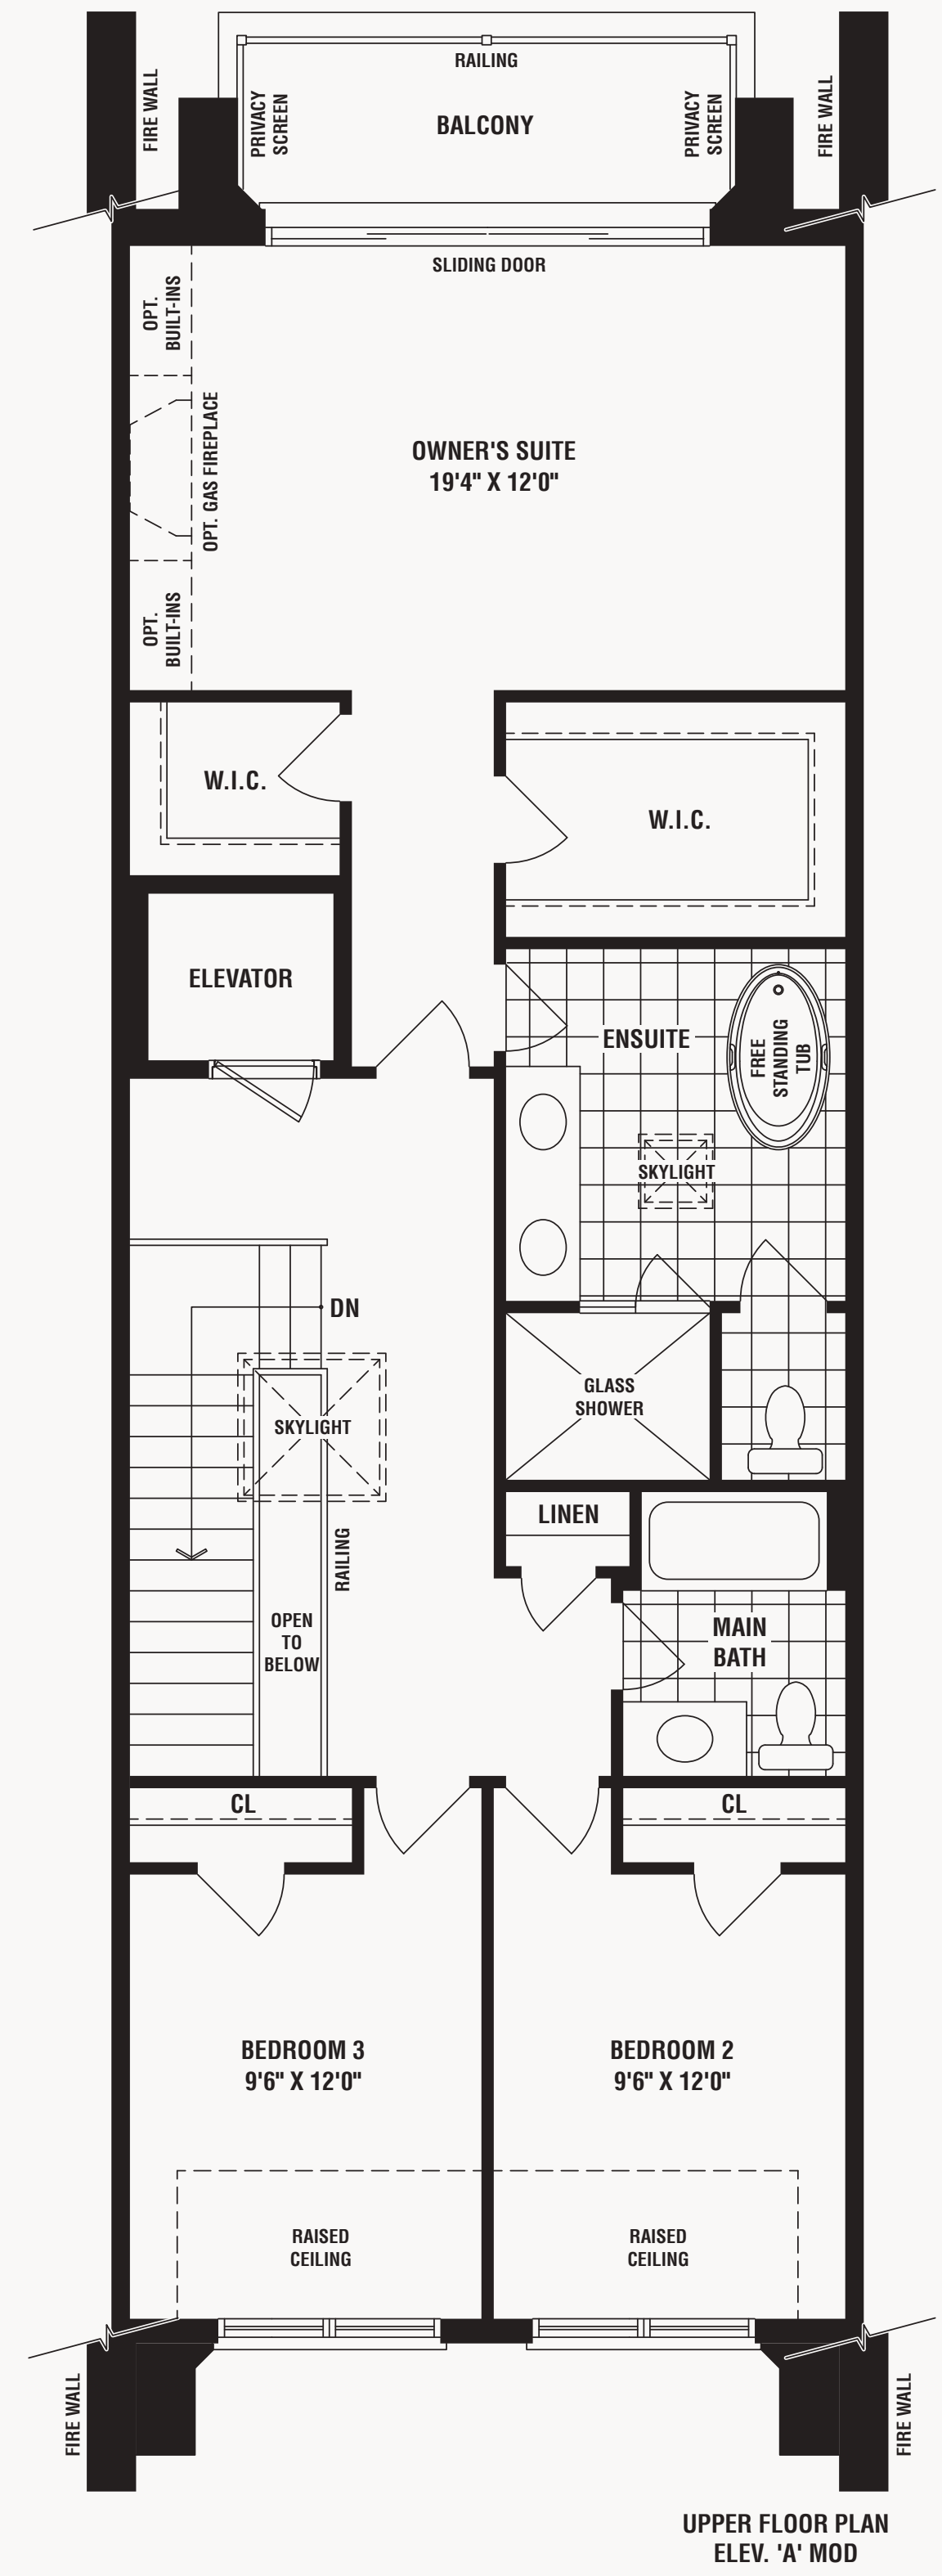 RAILING
FIRE WALL
PRIVACY
SCREEN
BALCONY
PRIVACY
SCREEN
FIRE WALL
SLIDING DOOR
OPT.
BUILT-INS
OPT. GAS FIREPLACE
OWNER'S SUITE
19'4" X 12'0"
OPT.
BUILT-INS
W.I.C.
W.I.C.
ELEVATOR
ENSUITE
FREE
STANDING
TUB
SKYLIGHT
DN
GLASS
SHOWER
SKYLIGHT
LINEN
RAILING
OPEN
TO
BELOW
MAIN
BATH
CL
CL
BEDROOM 3
9'6" X 12'0"
BEDROOM 2
9'6" X 12'0"
RAISED
CEILING
RAISED
CEILING
FIRE WALL
FIRE WALL
UPPER FLOOR PLAN
ELEV. 'A' MOD